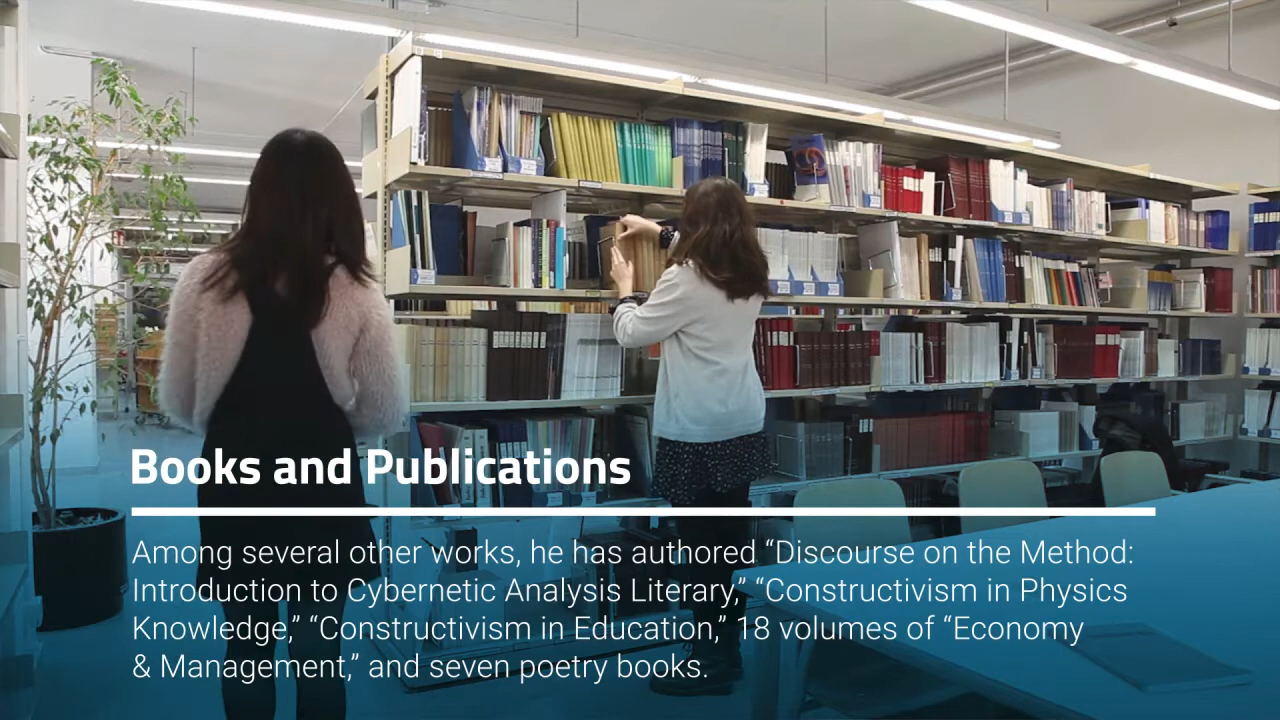 Books and Publications
Among several other works, he has authored “Discourse on the Method:
Introduction to Cybernetic Analysis Literary,” “Constructivism in Physics
Knowledge,” “Constructivism in Education,” 18 volumes of “Economy
& Management,” and seven poetry books.